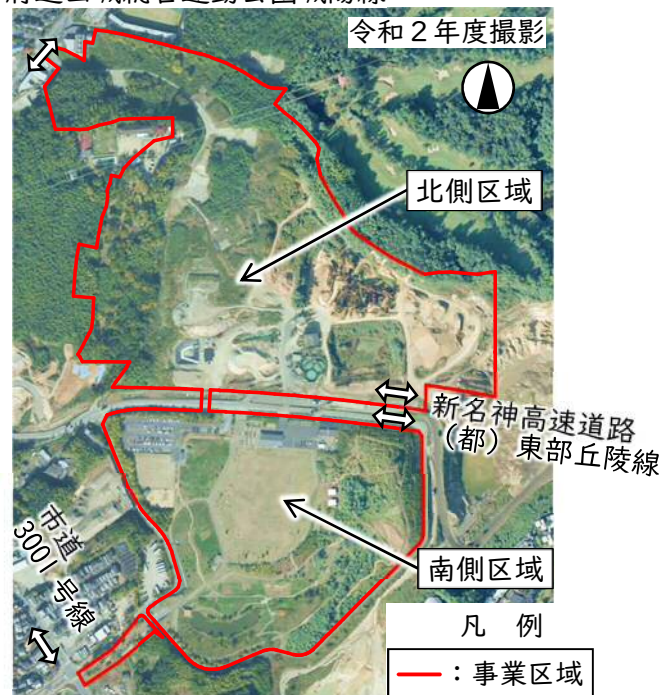 令和２年度撮影
北側区域
新名神高速道路
（都）東部丘陵線
市道
3001号線
南側区域
凡　例
：事業区域